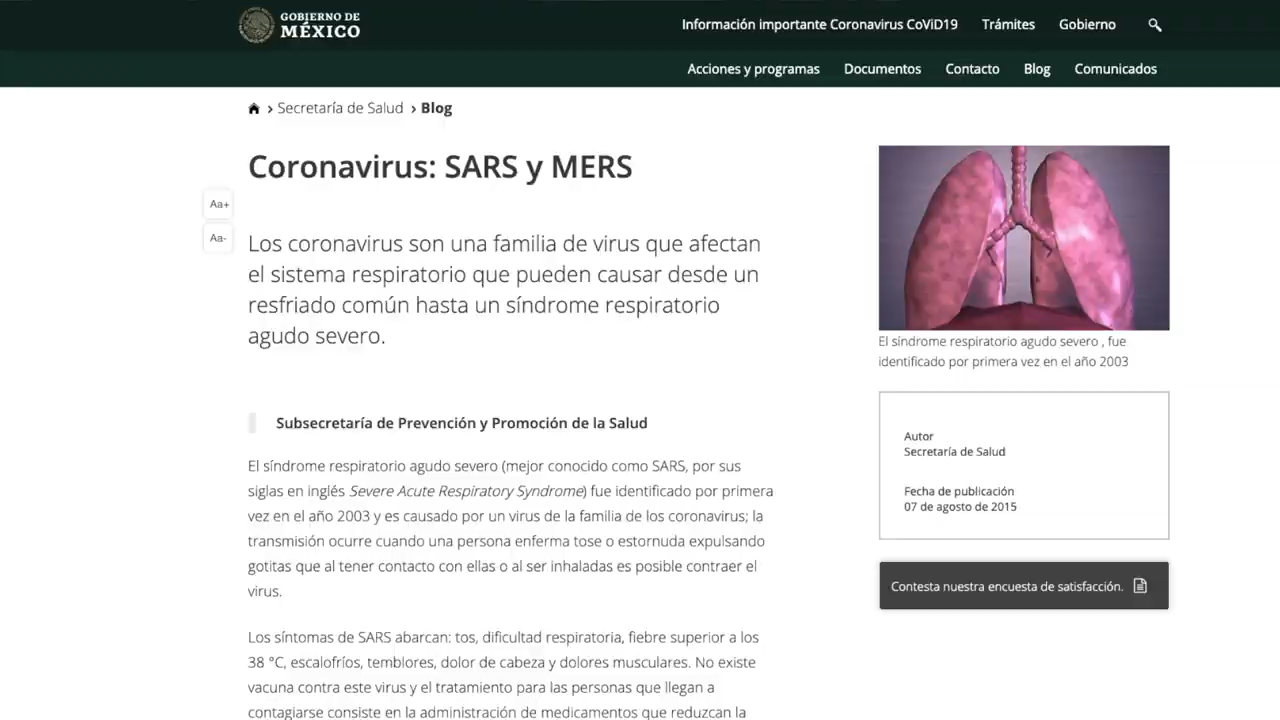 GOBIERNO DE
MÉXICO
Información importante Coronavirus CoViD19 Trámites Gobierno
Acciones y programas Documentos Contacto Blog Comunicados
Secretaría de Salud › Blog
Coronavirus: SARS y MERS
Aa+
Aa-
Los coronavirus son una familia de virus que afectan
el sistema respiratorio que pueden causar desde un
resfriado común hasta un síndrome respiratorio
agudo severo.
Subsecretaría de Prevención y Promoción de la Salud
El síndrome respiratorio agudo severo (mejor conocido como SARS, por sus
siglas en inglés Severe Acute Respiratory Syndrome) fue identificado por primera
vez en el año 2003 y es causado por un virus de la familia de los coronavirus; la
transmisión ocurre cuando una persona enferma tose o estornuda expulsando
gotitas que al tener contacto con ellas o al ser inhaladas es posible contraer el
virus.
Los síntomas de SARS abarcan: tos, dificultad respiratoria, fiebre superior a los
38 °C, escalofríos, temblores, dolor de cabeza y dolores musculares. No existe
vacuna contra este virus y el tratamiento para las personas que llegan a
contagiarse consiste en la administración de medicamentos que reduzcan la
El síndrome respiratorio agudo severo , fue
identificado por primera vez en el año 2003
Autor
Secretaría de Salud
Fecha de publicación
07 de agosto de 2015
Contesta nuestra encuesta de satisfacción.